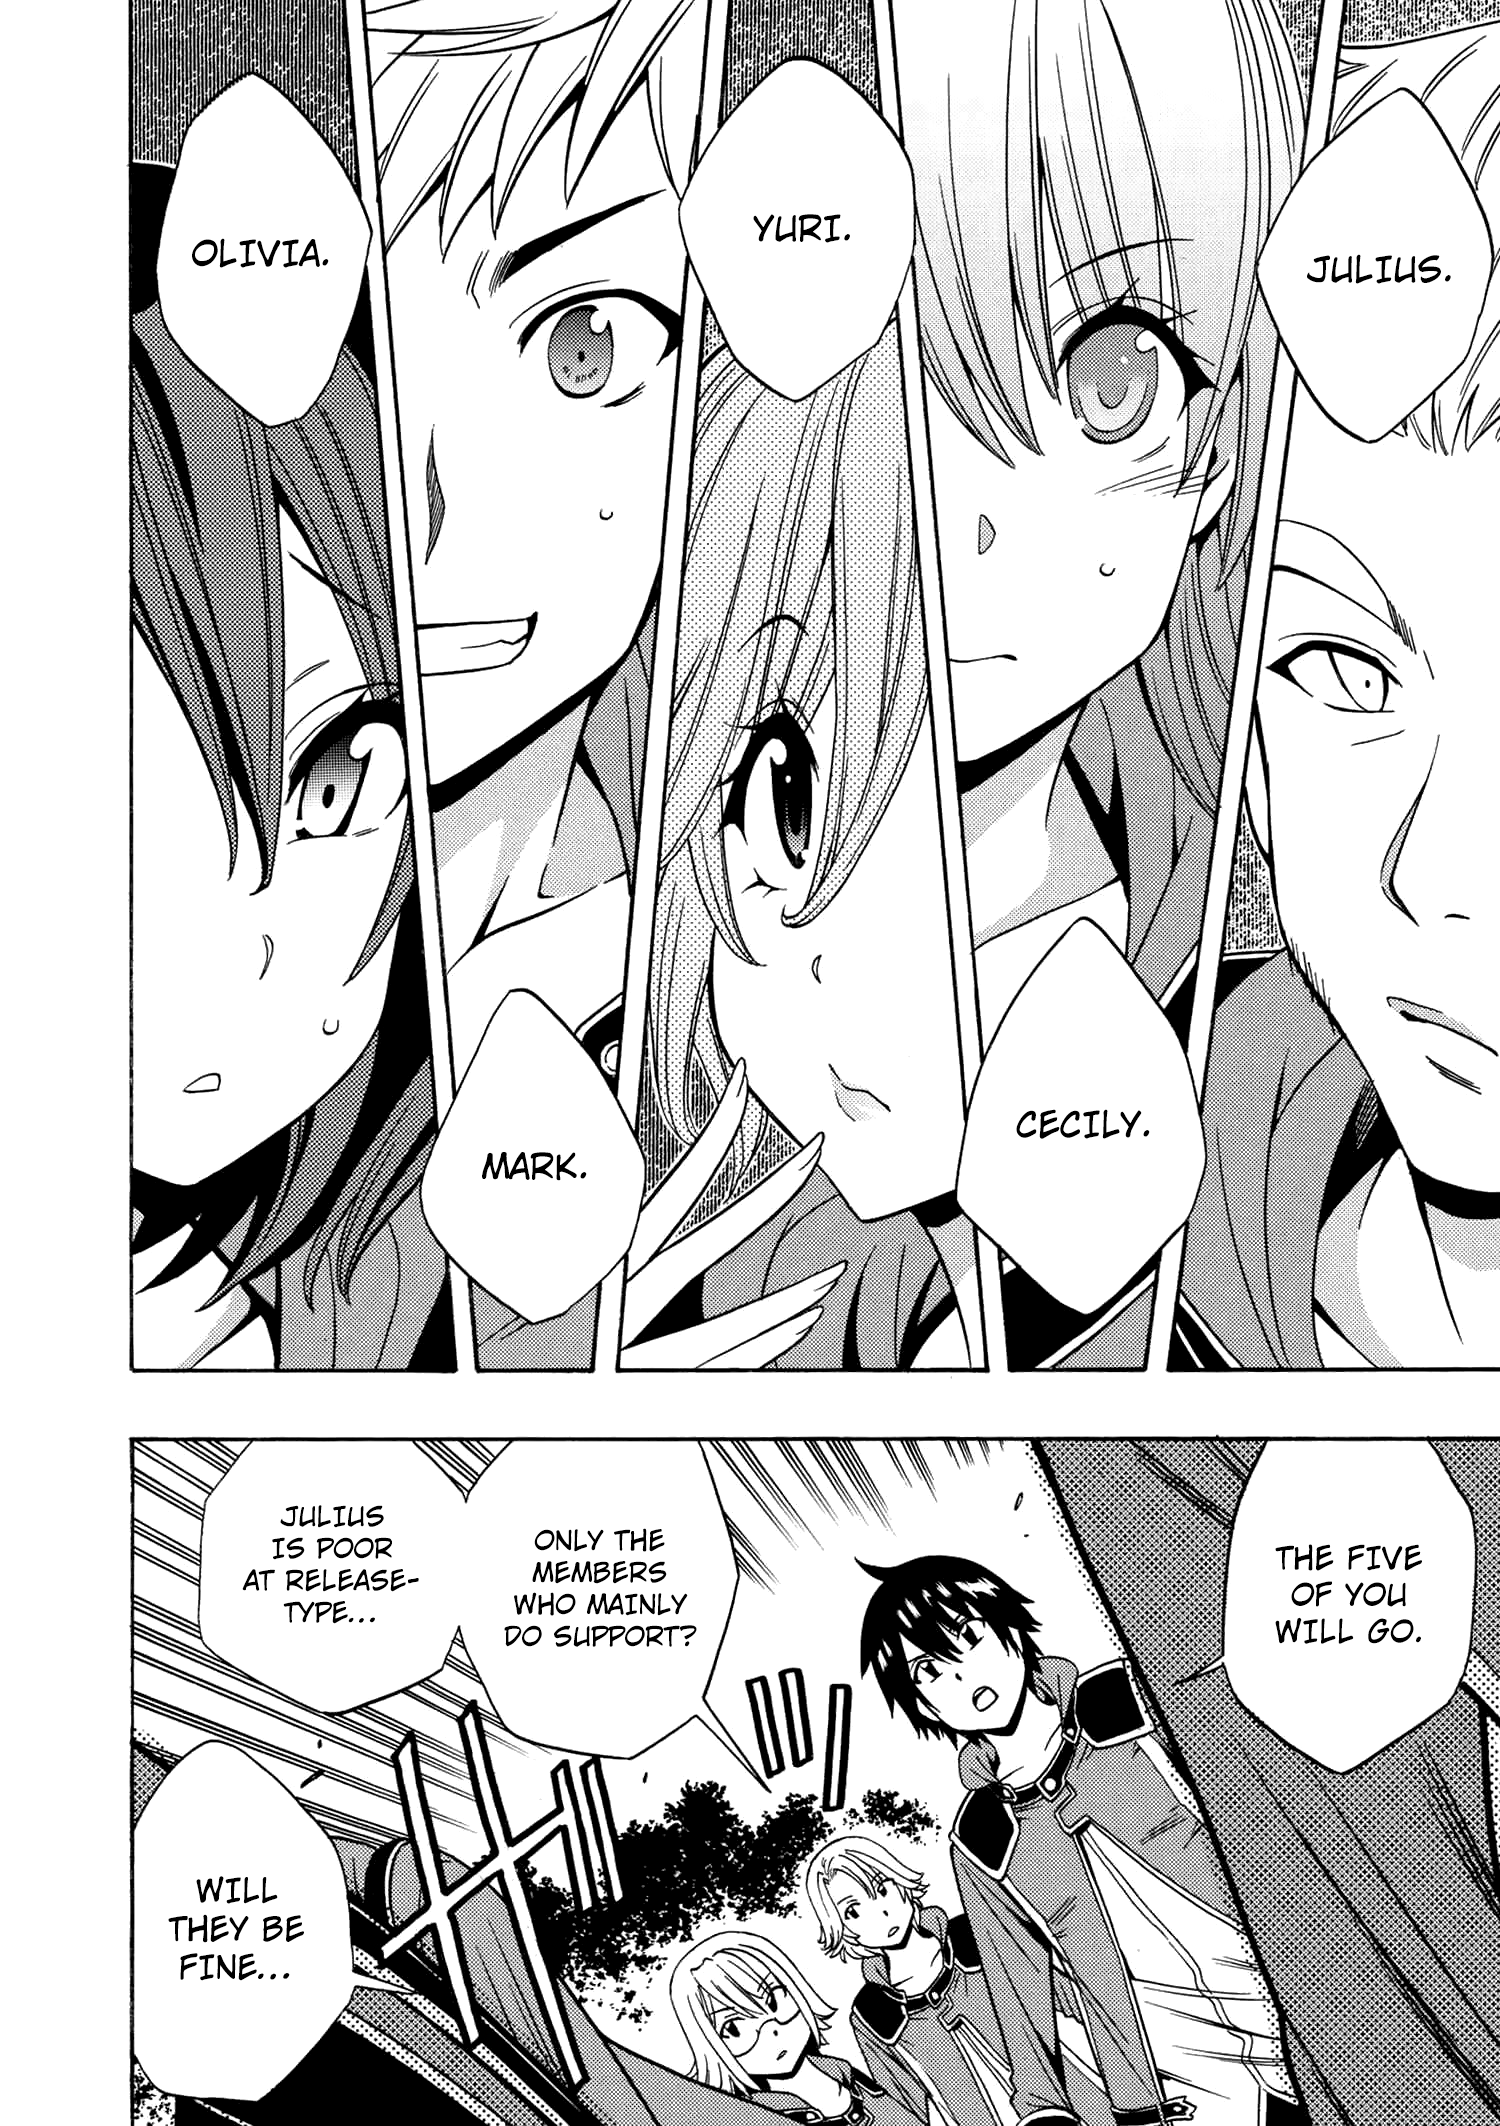 JULIUS.
CECILY.
YURI.
MARK.
OLIVIA.
THE FIVE
OF YOU
WILL GO.
ONLY THE
MEMBERS
WHO MAINLY
DO SUPPORT?
JULIUS
IS POOR
AT RELEASE-
TYPE...
WILL
THEY BE
FINE...